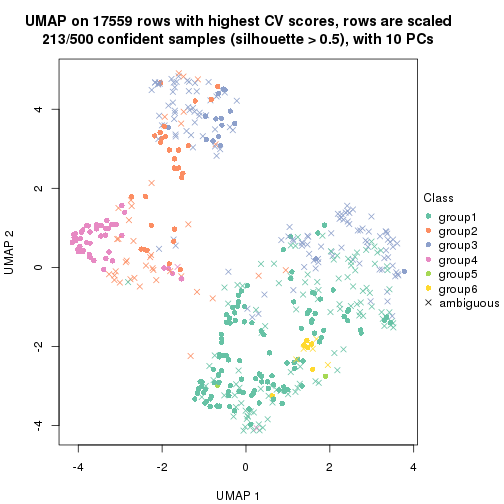 UMAP on 17559 rows with highest CV scores, rows are scaled
213/500 confident samples (silhouette > 0.5), with 10 PCs
4
2
0
-2
-4
UMAP 2
-4
-2
0
2
4
UMAP 1
Class
group1
group2
group3
group4
group5
group6
ambiguous